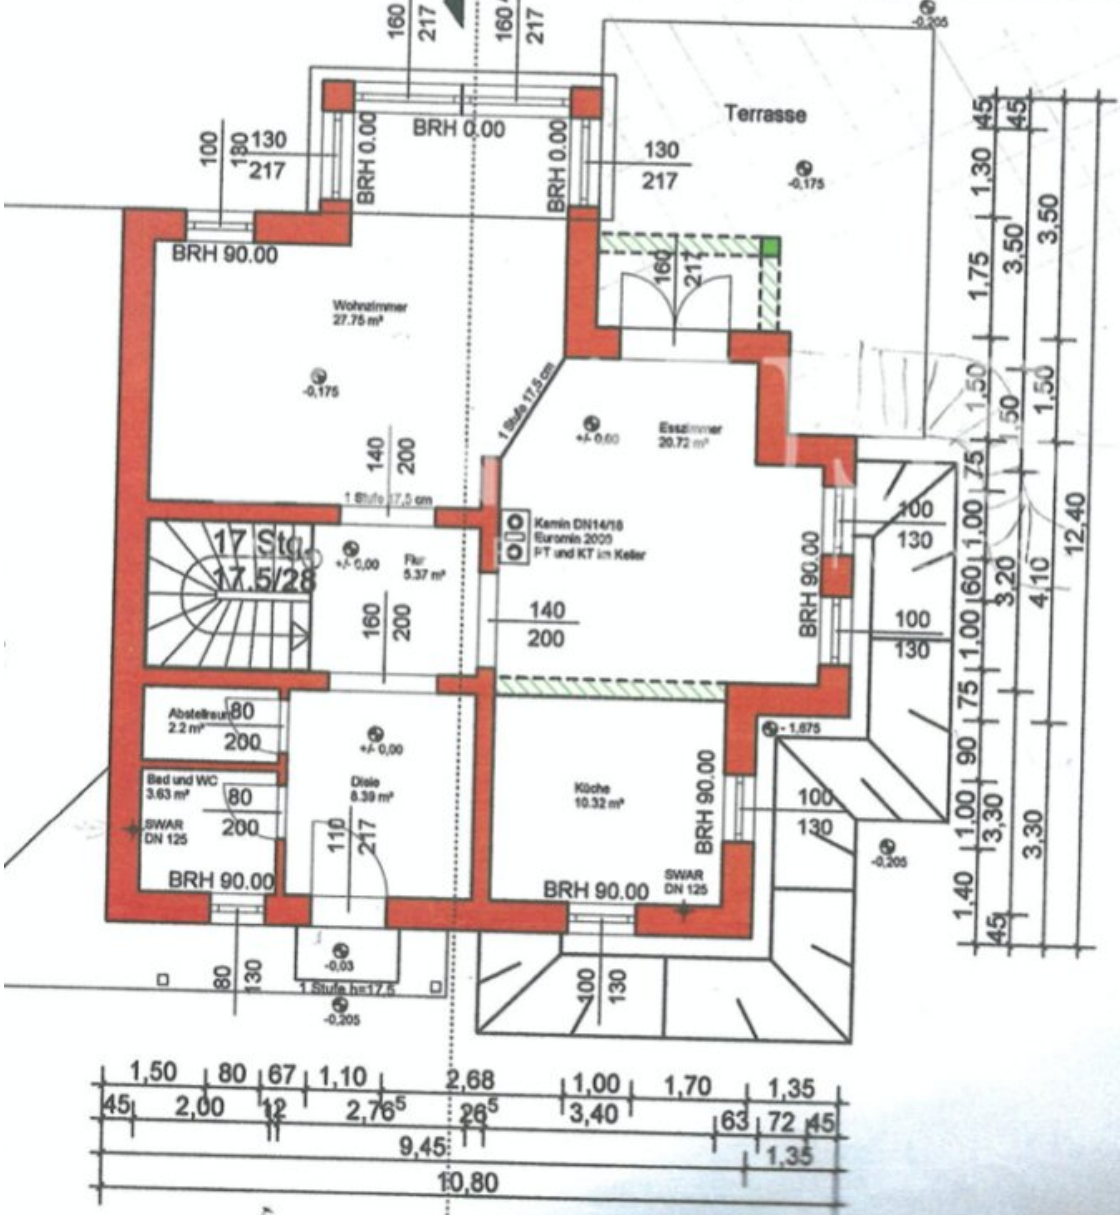 160
217
160
217
-0,205
Terrasse
-0,175
BRH 0.00
100
130
130
217
BRH 0.00
BRH 0.00
130
217
BRH 90.00
160
217
Wohnzimmer
27.75 m²
-0,175
1 Stufe 17,5 cm
+/- 0,00
Esszimmer
20.72 m²
140
200
1 Stufe 17,5 cm
17 Stg.
17.5/28
+/- 0,00
Flur
5.37 m²
Kamin DN14/16
PT und KT im Keller
100
130
BRH 90.00
160
200
140
200
100
130
Abstellraum
2.2 m²
80
200
+/- 0,00
- 1,675
Bad und WC
3.63 m²
80
200
Diele
8.39 m²
Küche
10.32 m²
BRH 90.00
100
130
SWAR
DN 125
110
217
-0,205
BRH 90.00
BRH 90.00
SWAR
DN 125
80
130
-0,03
1 Stufe h=17,5
-0,205
100
130
45
1.30
1,75
1,50
75
1,00
60
1,00
75
90
1,00
1,40
45
3,50
1,50
3,20
3,30
45
3,50
1,50
4,10
3,30
12,40
1,50 80 67 1,10 2,68 1,00 1,70 1,35
45 2,00 12 2,76⁵ 26⁵ 3,40 63 72 45
9,45 1,35
10,80